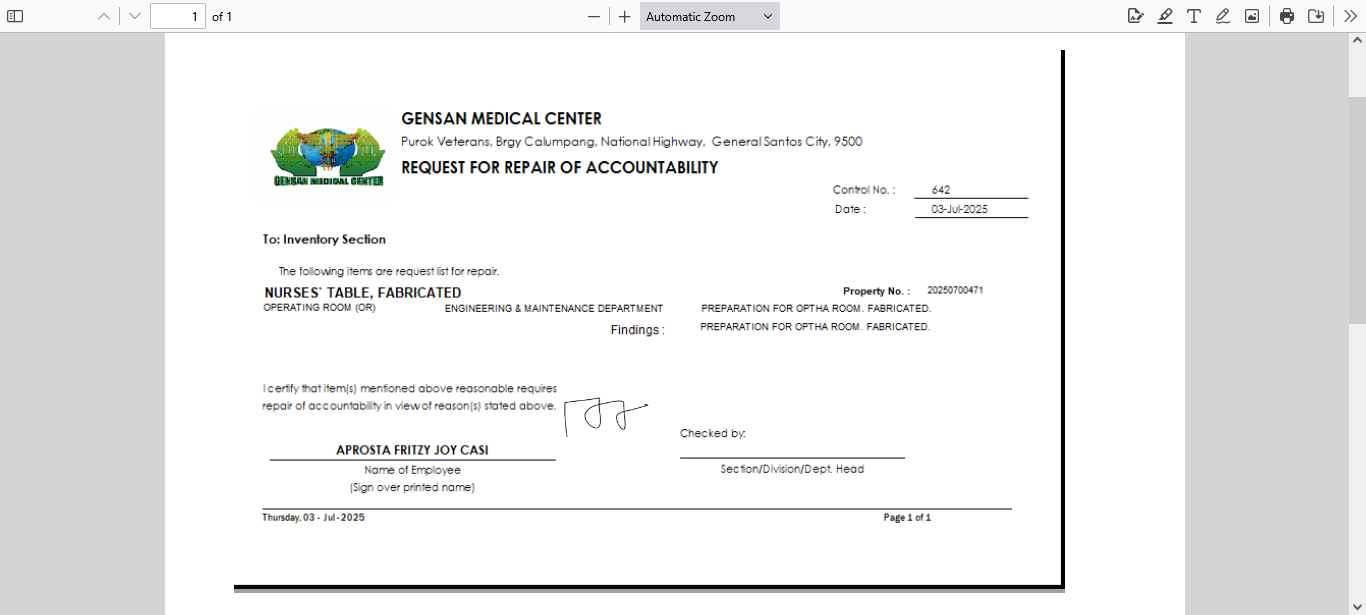 1 of 1
Automatic Zoom
GENSAN MEDICAL CENTER
Purok Veterans, Brgy Calumpang, National Highway, General Santos City, 9500
REQUEST FOR REPAIR OF ACCOUNTABILITY
GENSAN MEDICAL CENTER
Control No. : 642
Date : 03-Jul-2025
To: Inventory Section
The following items are request list for repair.
NURSES` TABLE, FABRICATED Property No. : 20250700471
OPERATING ROOM (OR) ENGINEERING & MAINTENANCE DEPARTMENT PREPARATION FOR OPTHA ROOM. FABRICATED.
Findings : PREPARATION FOR OPTHA ROOM. FABRICATED.
I certify that item(s) mentioned above reasonable requires
repair of accountability in view of reason(s) stated above.
Checked by:
APROSTA FRITZY JOY CASI
Name of Employee Section/Division/Dept. Head
(Sign over printed name)
Thursday, 03 - Jul - 2025 Page 1 of 1